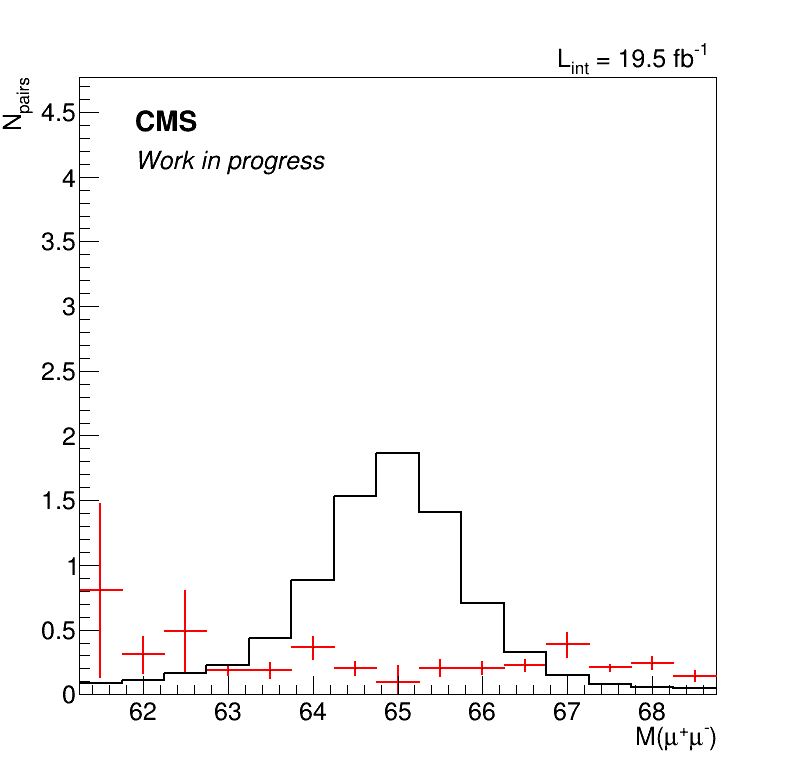 L_int = 19.5 fb⁻¹
N_pairs
CMS
Work in progress
4.5
4
3.5
3
2.5
2
1.5
1
0.5
0
62 63 64 65 66 67 68
M(μ⁺μ⁻)